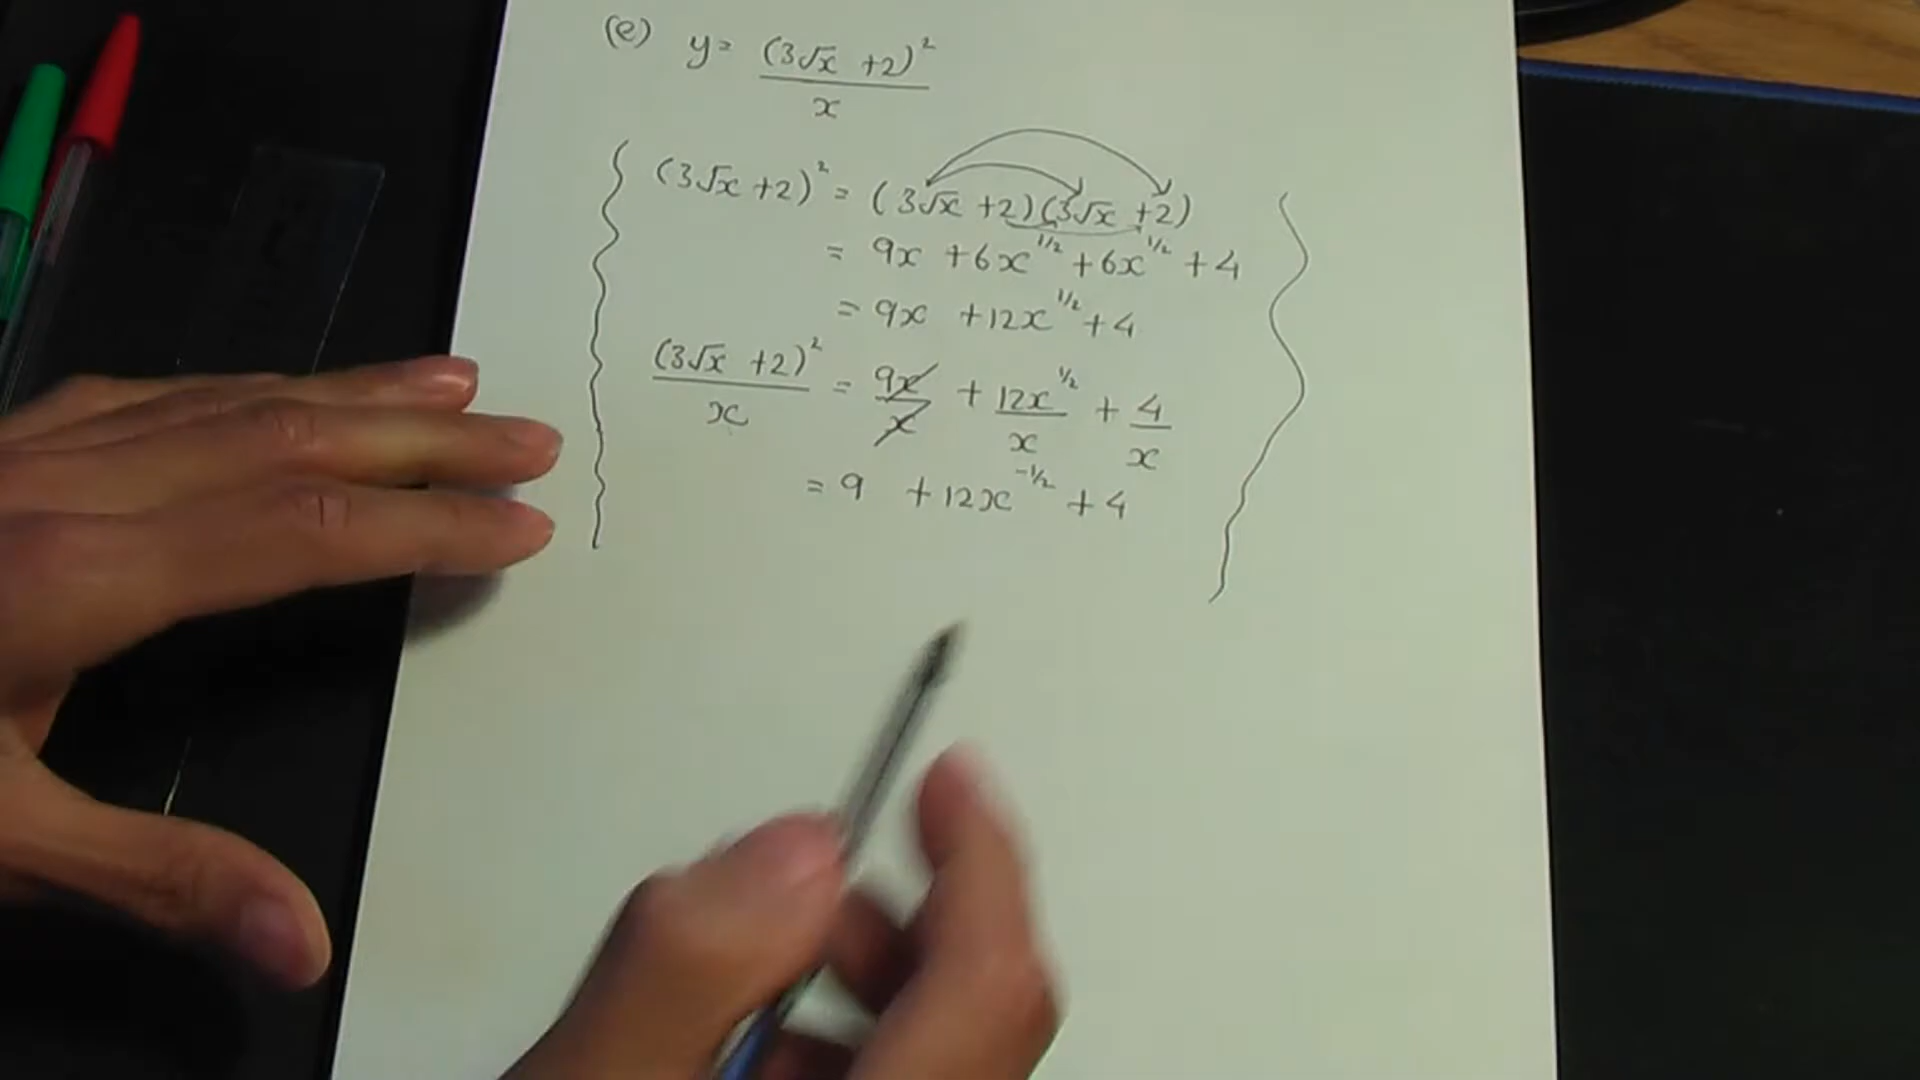 (e) y = (3√x + 2)² / x
(3√x + 2)² = (3√x + 2)(3√x + 2)
= 9x + 6x^1/2 + 6x^1/2 + 4
= 9x + 12x^1/2 + 4
(3√x + 2)² / x = 9x/x + 12x^1/2 / x + 4/x
= 9 + 12x^-1/2 + 4